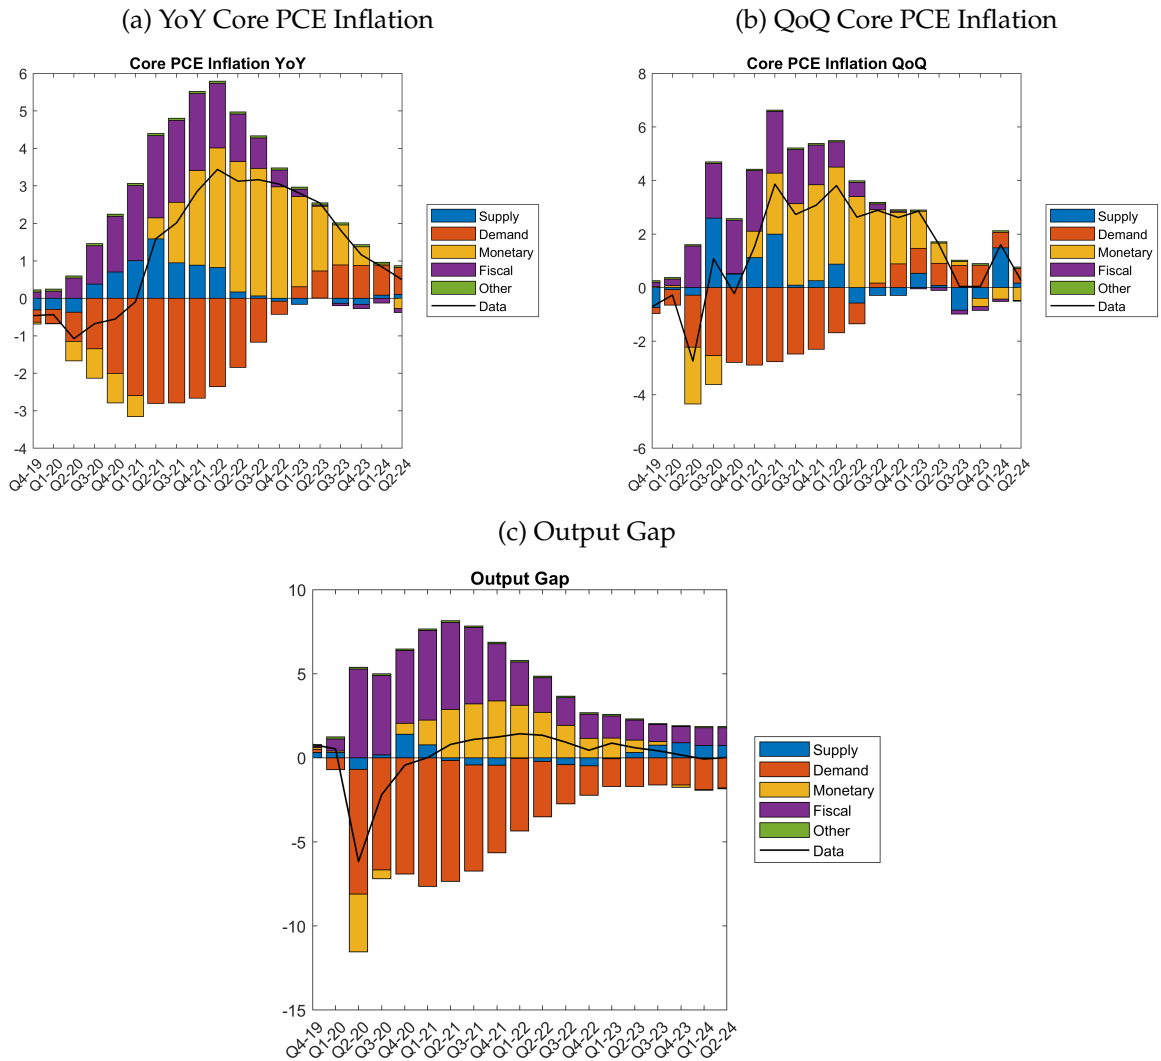 (a) YoY Core PCE Inflation
Core PCE Inflation YoY
6
5
4
3
2
1
0
-1
-2
-3
-4
Q4-19
Q1-20
Q2-20
Q3-20
Q4-20
Q1-21
Q2-21
Q3-21
Q4-21
Q1-22
Q2-22
Q3-22
Q4-22
Q1-23
Q2-23
Q3-23
Q4-23
Q1-24
Q2-24
Supply
Demand
Monetary
Fiscal
Other
Data
(b) QoQ Core PCE Inflation
Core PCE Inflation QoQ
8
6
4
2
0
-2
-4
-6
Q4-19
Q1-20
Q2-20
Q3-20
Q4-20
Q1-21
Q2-21
Q3-21
Q4-21
Q1-22
Q2-22
Q3-22
Q4-22
Q1-23
Q2-23
Q3-23
Q4-23
Q1-24
Q2-24
Supply
Demand
Monetary
Fiscal
Other
Data
(c) Output Gap
Output Gap
10
5
0
-5
-10
-15
Q4-19
Q1-20
Q2-20
Q3-20
Q4-20
Q1-21
Q2-21
Q3-21
Q4-21
Q1-22
Q2-22
Q3-22
Q4-22
Q1-23
Q2-23
Q3-23
Q4-23
Q1-24
Q2-24
Supply
Demand
Monetary
Fiscal
Other
Data